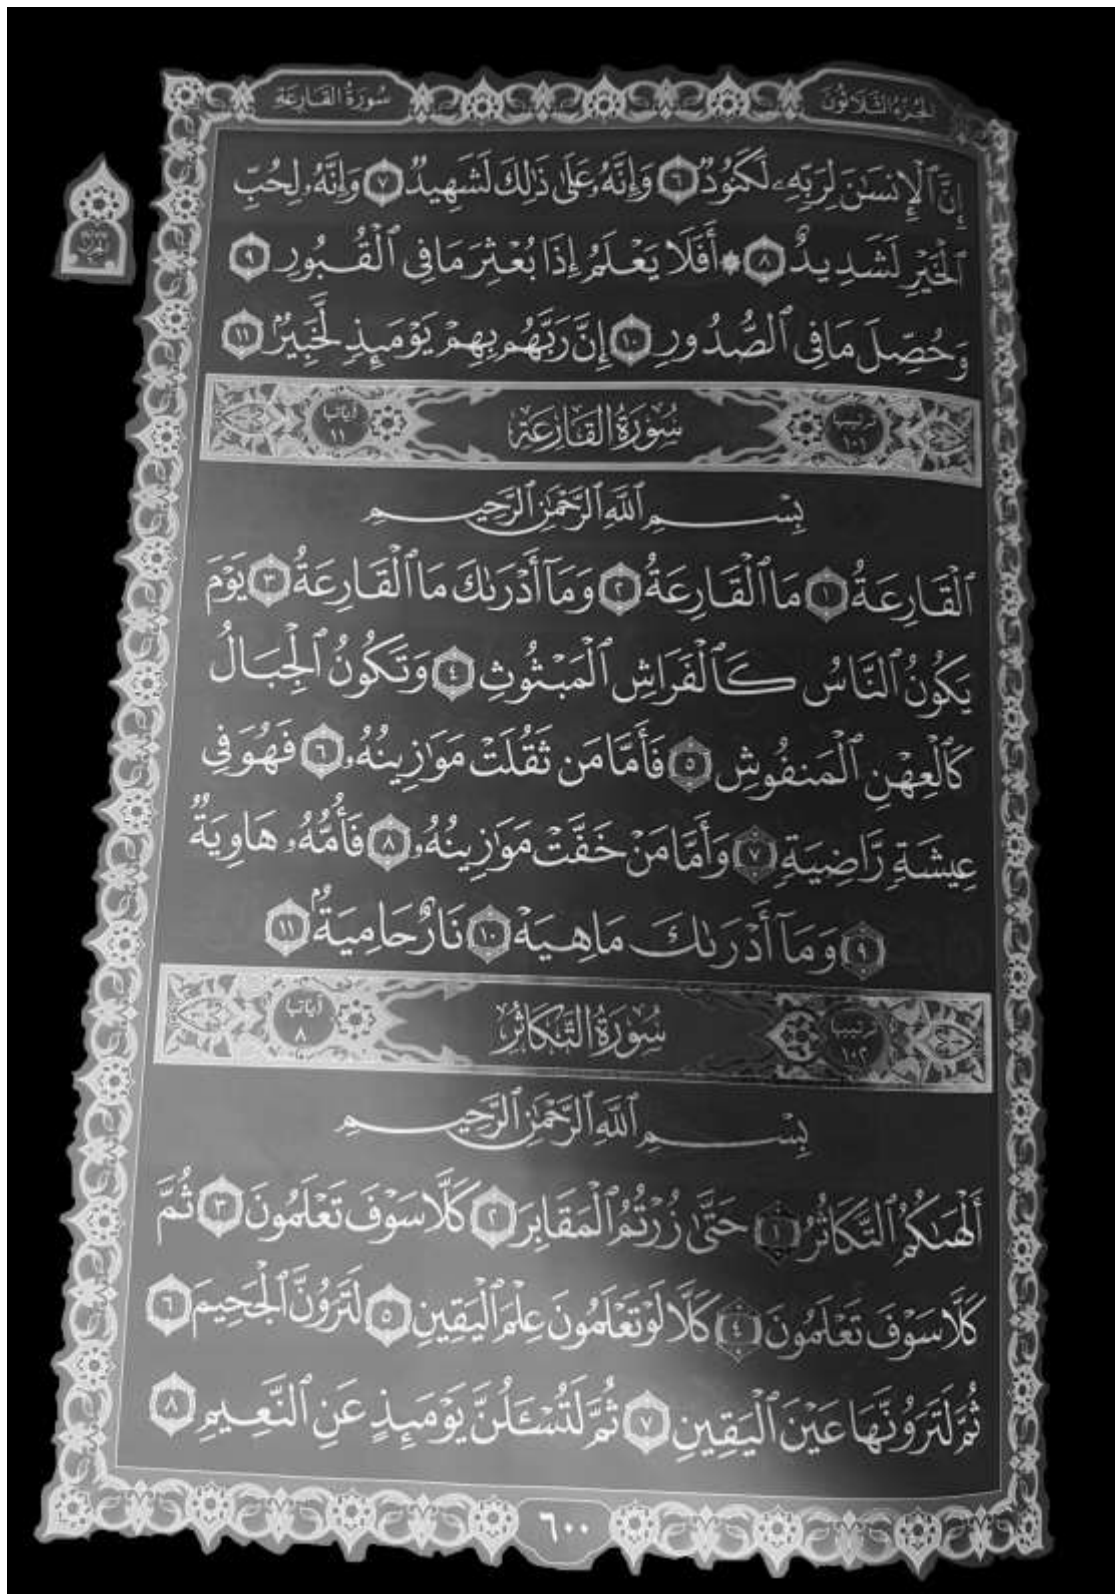 الجزء الثلاثون
سورة القارعة
إِنَّ ٱلْإِنسَٰنَ لِرَبِّهِۦ لَكَنُودٌ ٦ وَإِنَّهُۥ عَلَىٰ ذَٰلِكَ لَشَهِيدٌ ٧ وَإِنَّهُۥ لِحُبِّ
ٱلْخَيْرِ لَشَدِيدٌ ٨ ۞ أَفَلَا يَعْلَمُ إِذَا بُعْثِرَ مَا فِى ٱلْقُبُورِ ٩
وَحُصِّلَ مَا فِى ٱلصُّدُورِ ١٠ إِنَّ رَبَّهُم بِهِمْ يَوْمَئِذٍ لَّخَبِيرٌۢ ١١
ترتيبها ١٠١ سُورَةُ القَارِعَةِ آياتها ١١
بِسْمِ ٱللَّهِ ٱلرَّحْمَٰنِ ٱلرَّحِيمِ
ٱلْقَارِعَةُ ١ مَا ٱلْقَارِعَةُ ٢ وَمَآ أَدْرَىٰكَ مَا ٱلْقَارِعَةُ ٣ يَوْمَ
يَكُونُ ٱلنَّاسُ كَٱلْفَرَاشِ ٱلْمَبْثُوثِ ٤ وَتَكُونُ ٱلْجِبَالُ
كَٱلْعِهْنِ ٱلْمَنفُوشِ ٥ فَأَمَّا مَن ثَقُلَتْ مَوَٰزِينُهُۥ ٦ فَهُوَ فِى
عِيشَةٍ رَّاضِيَةٍ ٧ وَأَمَّا مَنْ خَفَّتْ مَوَٰزِينُهُۥ ٨ فَأُمُّهُۥ هَاوِيَةٌ
٩ وَمَآ أَدْرَىٰكَ مَا هِيَهْ ١٠ نَارٌ حَامِيَةٌۢ ١١
ترتيبها ١٠٢ سُورَةُ التَّكَاثُرِ آياتها ٨
بِسْمِ ٱللَّهِ ٱلرَّحْمَٰنِ ٱلرَّحِيمِ
أَلْهَىٰكُمُ ٱلتَّكَاثُرُ ١ حَتَّىٰ زُرْتُمُ ٱلْمَقَابِرَ ٢ كَلَّا سَوْفَ تَعْلَمُونَ ٣ ثُمَّ
كَلَّا سَوْفَ تَعْلَمُونَ ٤ كَلَّا لَوْ تَعْلَمُونَ عِلْمَ ٱلْيَقِينِ ٥ لَتَرَوُنَّ ٱلْجَحِيمَ ٦
ثُمَّ لَتَرَوُنَّهَا عَيْنَ ٱلْيَقِينِ ٧ ثُمَّ لَتُسْـَٔلُنَّ يَوْمَئِذٍ عَنِ ٱلنَّعِيمِ ٨
٦٠٠